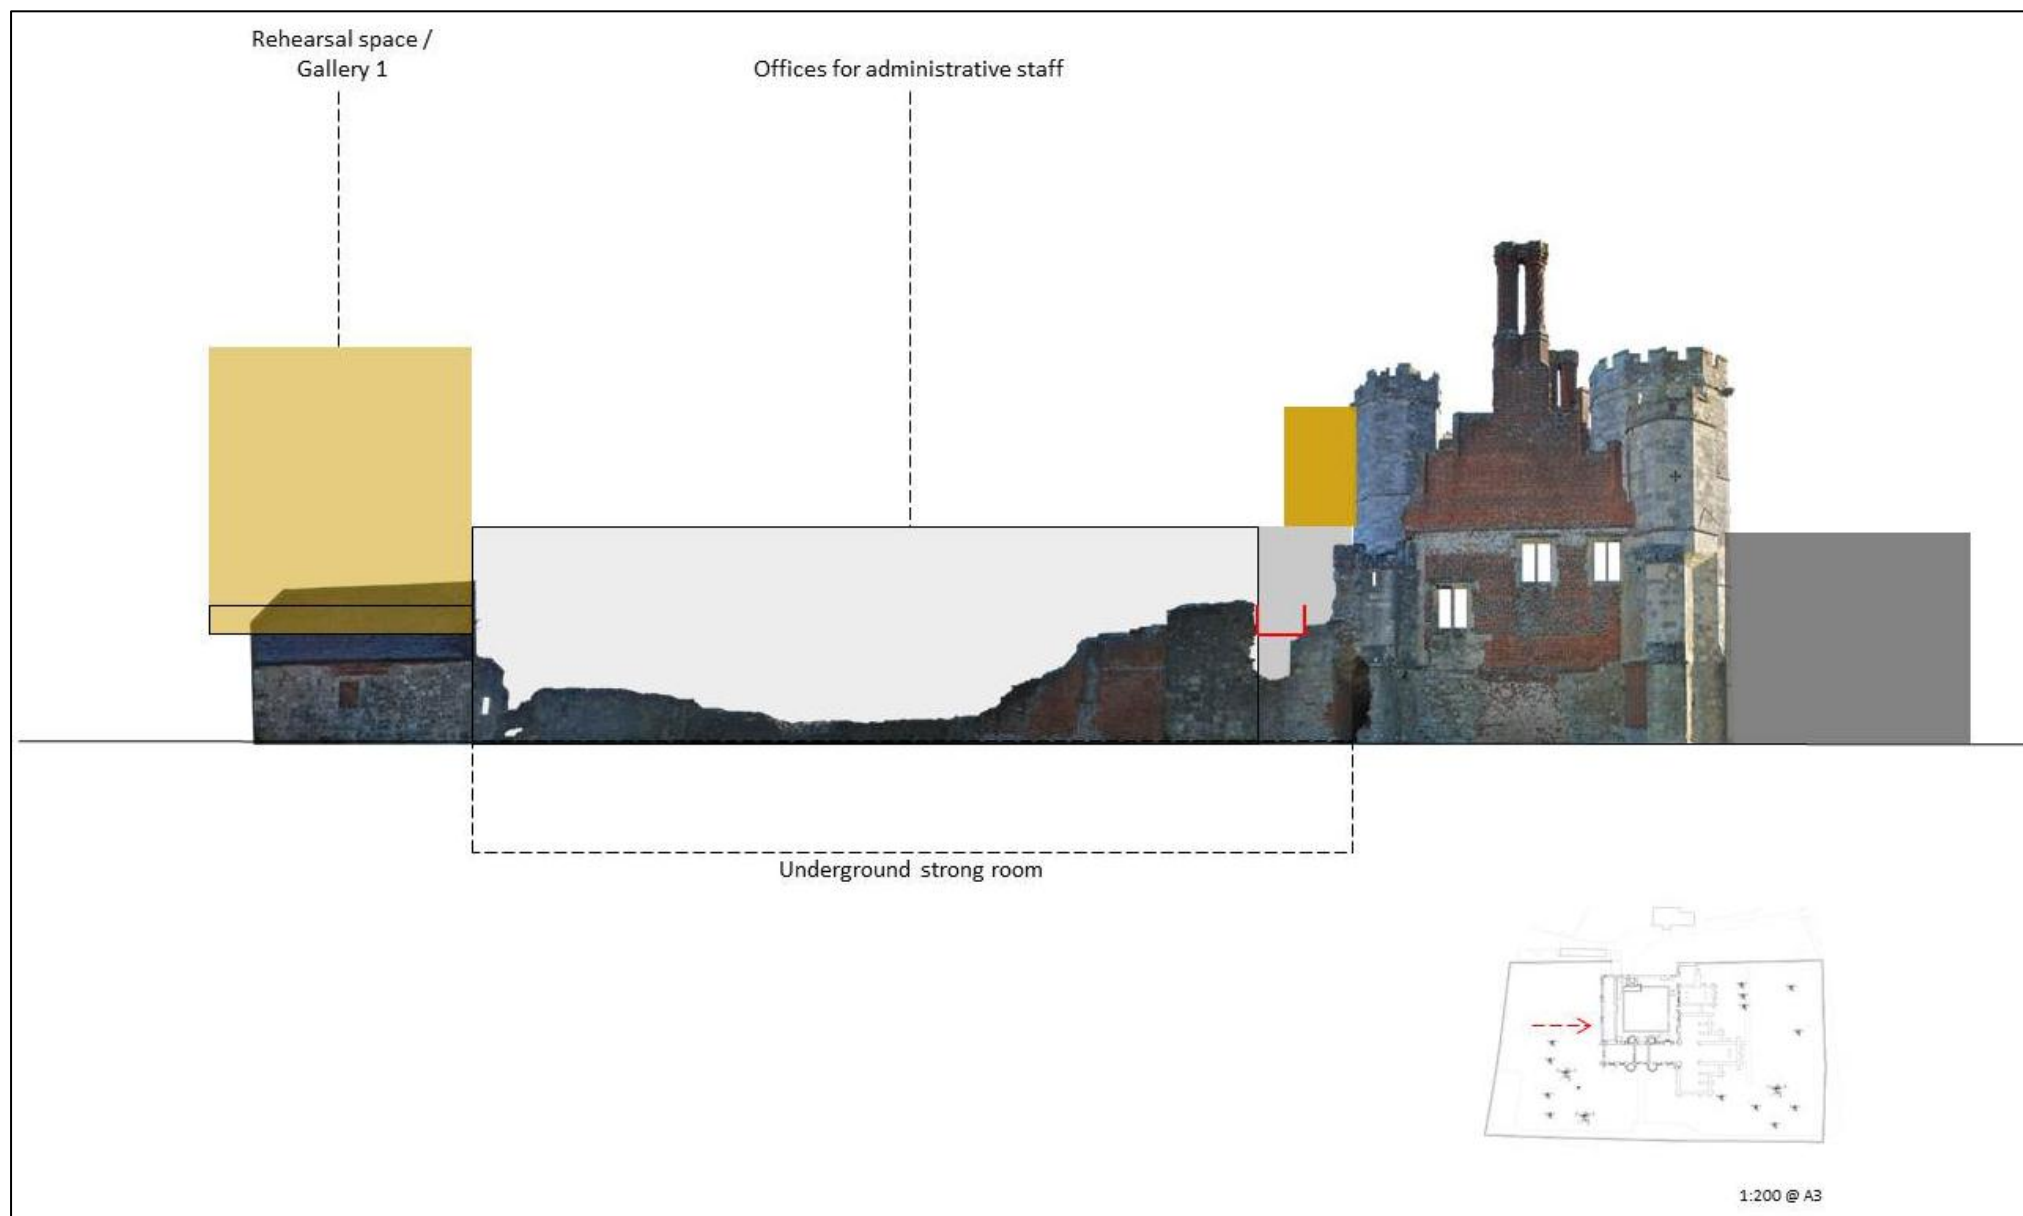 Rehearsal space /
Gallery 1
Offices for administrative staff
Underground strong room
1:200 @ A3